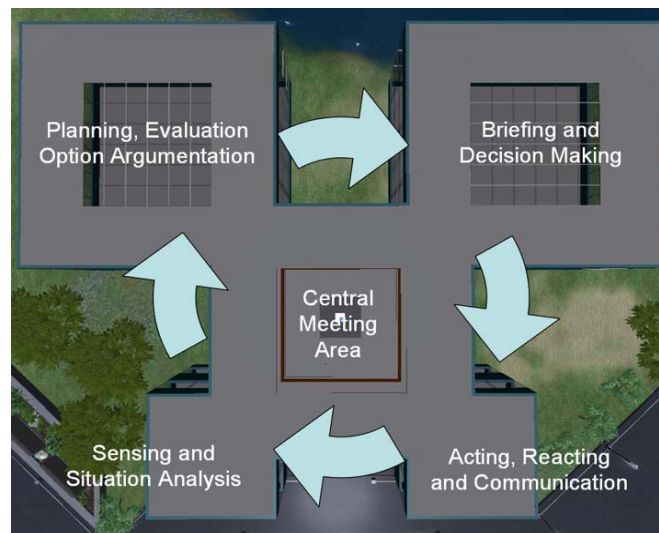 Planning, Evaluation
Option Argumentation
Briefing and
Decision Making
Central
Meeting
Area
Sensing and
Situation Analysis
Acting, Reacting
and Communication